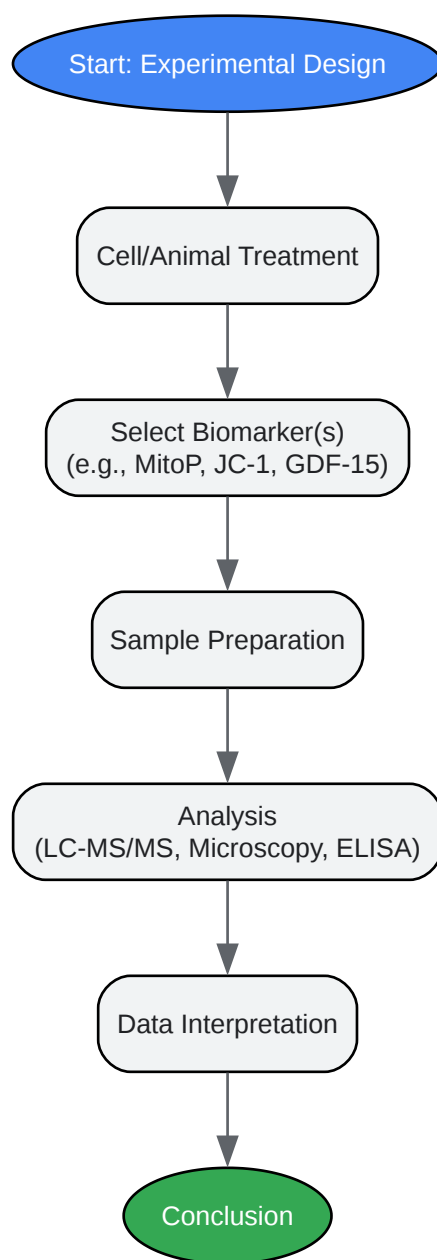 Start: Experimental Design
Cell/Animal Treatment
Select Biomarker(s)
(e.g., MitoP, JC-1, GDF-15)
Sample Preparation
Analysis
(LC-MS/MS, Microscopy, ELISA)
Data Interpretation
Conclusion